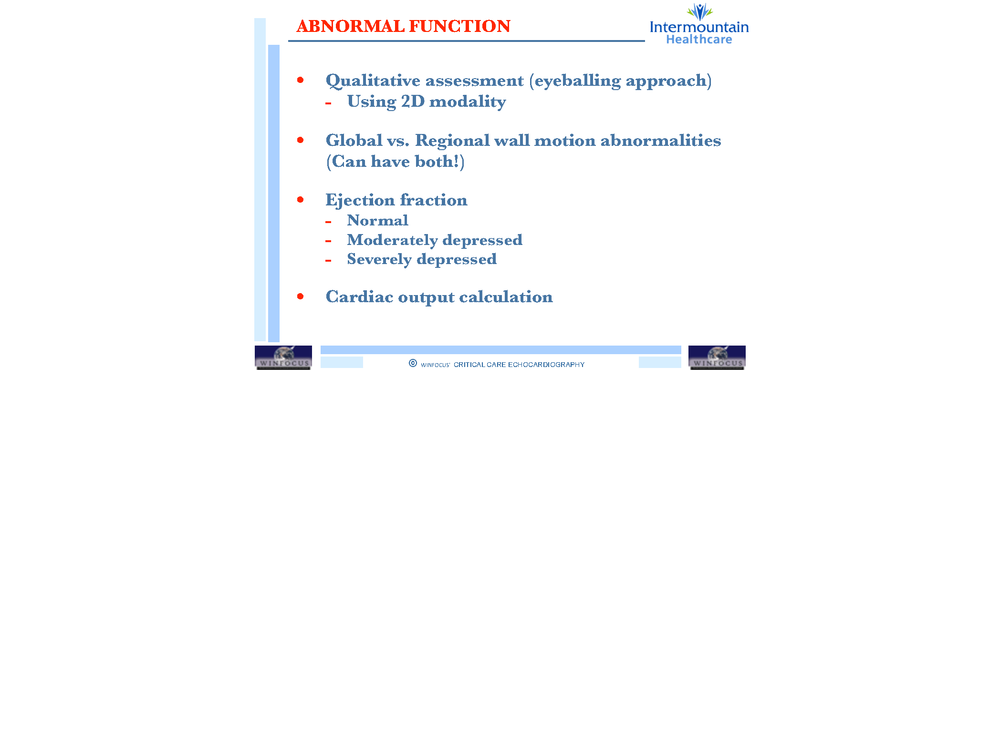 ABNORMAL FUNCTION
Intermountain
Healthcare
• Qualitative assessment (eyeballing approach)
- Using 2D modality
• Global vs. Regional wall motion abnormalities
(Can have both!)
• Ejection fraction
- Normal
- Moderately depressed
- Severely depressed
• Cardiac output calculation
WINFOCUS
© WINFOCUS' CRITICAL CARE ECHOCARDIOGRAPHY
WINFOCUS